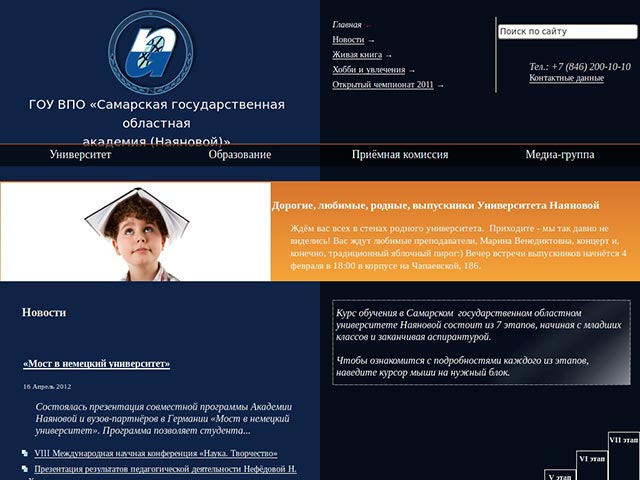 ГОУ ВПО «Самарская государственная
областная
академия (Наяновой)»
Главная ←
Новости →
Живая книга →
Хобби и увлечения →
Открытый чемпионат 2011 →
Поиск по сайту
Тел.: +7 (846) 200-10-10
Контактные данные
Университет
Образование
Приёмная комиссия
Медиа-группа
Дорогие, любимые, родные, выпускники Университета Наяновой
Ждём вас всех в стенах родного университета. Приходите - мы так давно не
виделись! Вас ждут любимые преподаватели, Марина Венедиктовна, концерт и,
конечно, традиционный яблочный пирог:) Вечер встречи выпускников начнётся 4
февраля в 18:00 в корпусе на Чапаевской, 186.
Новости
«Мост в немецкий университет»
16 Апрель 2012
Состоялась презентация совместной программы Академии
Наяновой и вузов-партнёров в Германии «Мост в немецкий
университет». Программа позволяет студента...
VIII Международная научная конференция «Наука. Творчество»
Презентация результатов педагогической деятельности Нефёдовой Н.
Курс обучения в Самарском государственном областном
университете Наяновой состоит из 7 этапов, начиная с младших
классов и заканчивая аспирантурой.
Чтобы ознакомится с подробностями каждого из этапов,
наведите курсор мыши на нужный блок.
VII этап
VI этап
V этап